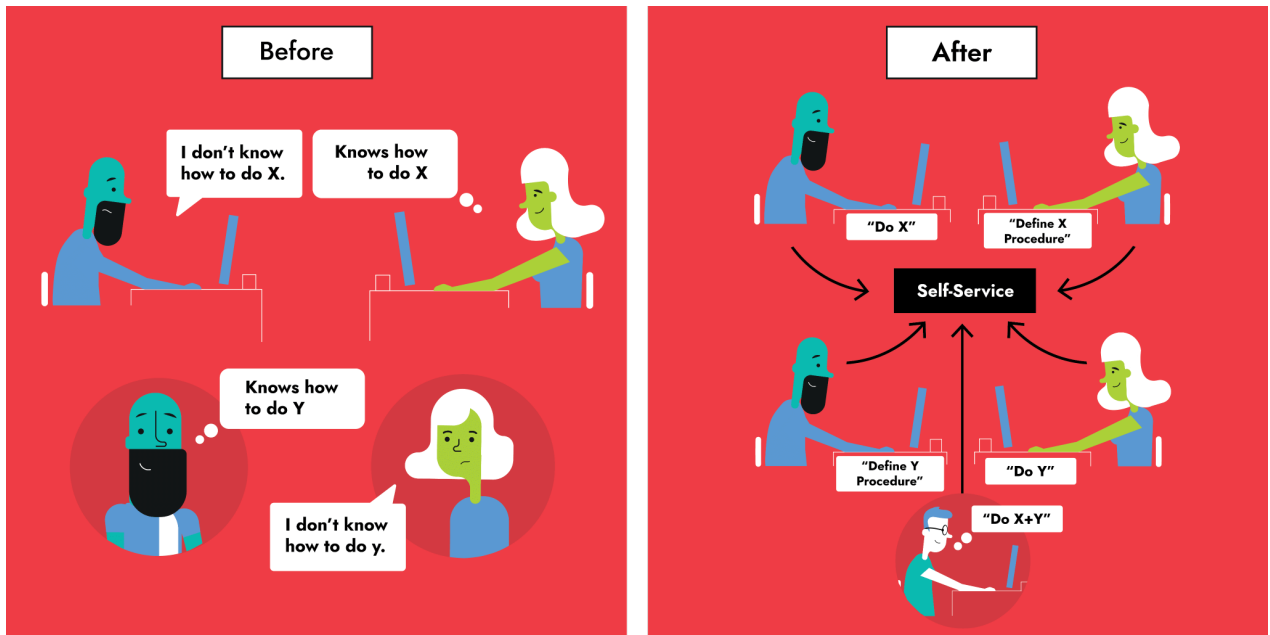 Before
I don't know
how to do X.
Knows how
to do X
Knows how
to do Y
I don't know
how to do y.
After
"Do X"
"Define X
Procedure"
Self-Service
"Define Y
Procedure"
"Do Y"
"Do X+Y"